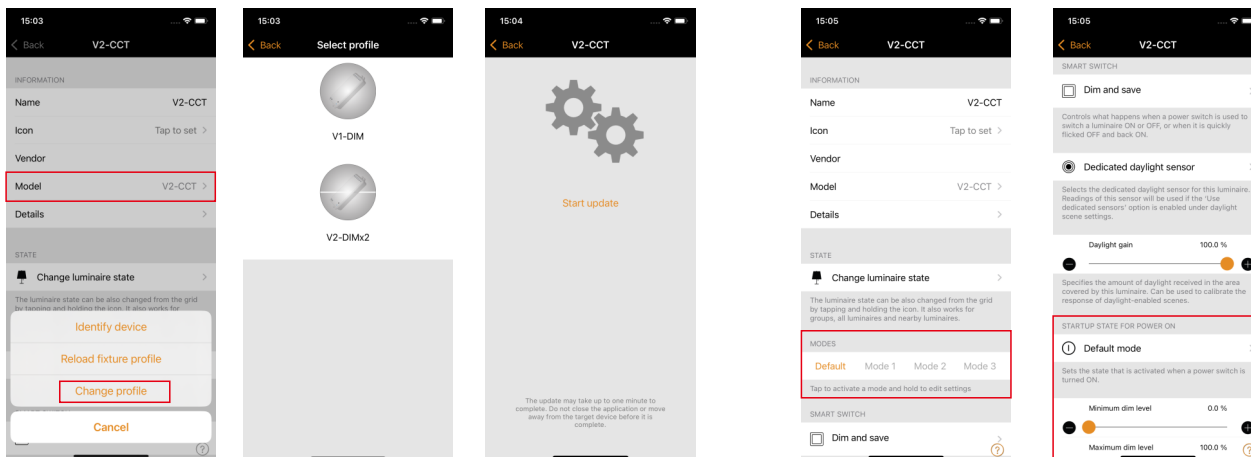 15:03
Back V2-CCT
INFORMATION
Name V2-CCT
Icon Tap to set
Vendor
Model V2-CCT
Details
STATE
Change luminaire state
The luminaire state can be also changed from the grid
by tapping and holding the icon. It also works for
Identify device
Reload fixture profile
Change profile
Cancel
?
15:03
Back Select profile
V1-DIM
V2-DIMx2
15:04
Back V2-CCT
Start update
The update may take up to one minute to
complete. Do not close the application or move
away from the target device before it is
complete.
15:05
Back V2-CCT
INFORMATION
Name V2-CCT
Icon Tap to set
Vendor
Model V2-CCT
Details
STATE
Change luminaire state
The luminaire state can be also changed from the grid
by tapping and holding the icon. It also works for
groups, all luminaires and nearby luminaires.
MODES
Default Mode 1 Mode 2 Mode 3
Tap to activate a mode and hold to edit settings
SMART SWITCH
Dim and save
?
15:05
Back V2-CCT
SMART SWITCH
Dim and save
Controls what happens when a power switch is used to
switch a luminaire ON or OFF, or when it is quickly
flicked OFF and back ON.
Dedicated daylight sensor
Selects the dedicated daylight sensor for this luminaire.
Readings of this sensor will be used if the 'Use
dedicated sensors' option is enabled under daylight
scene settings.
Daylight gain 100.0 %
Specifies the amount of daylight received in the area
covered by this luminaire. Can be used to calibrate the
response of daylight-enabled scenes.
STARTUP STATE FOR POWER ON
Default mode
Sets the state that is activated when a power switch is
turned ON.
Minimum dim level 0.0 %
Maximum dim level 100.0 %
?